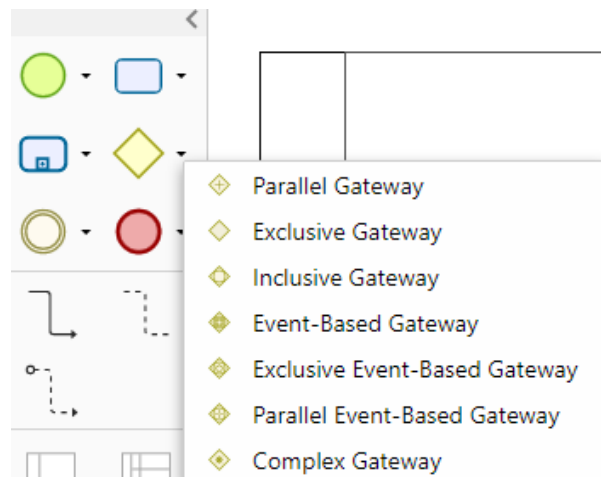 Parallel Gateway
Exclusive Gateway
Inclusive Gateway
Event-Based Gateway
Exclusive Event-Based Gateway
Parallel Event-Based Gateway
Complex Gateway